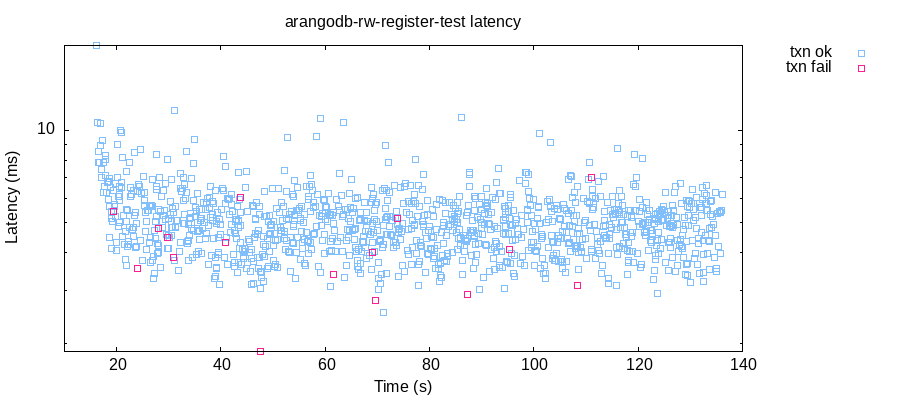 arangodb-rw-register-test latency
txn ok
txn fail
10
Latency (ms)
20 40 60 80 100 120 140
Time (s)